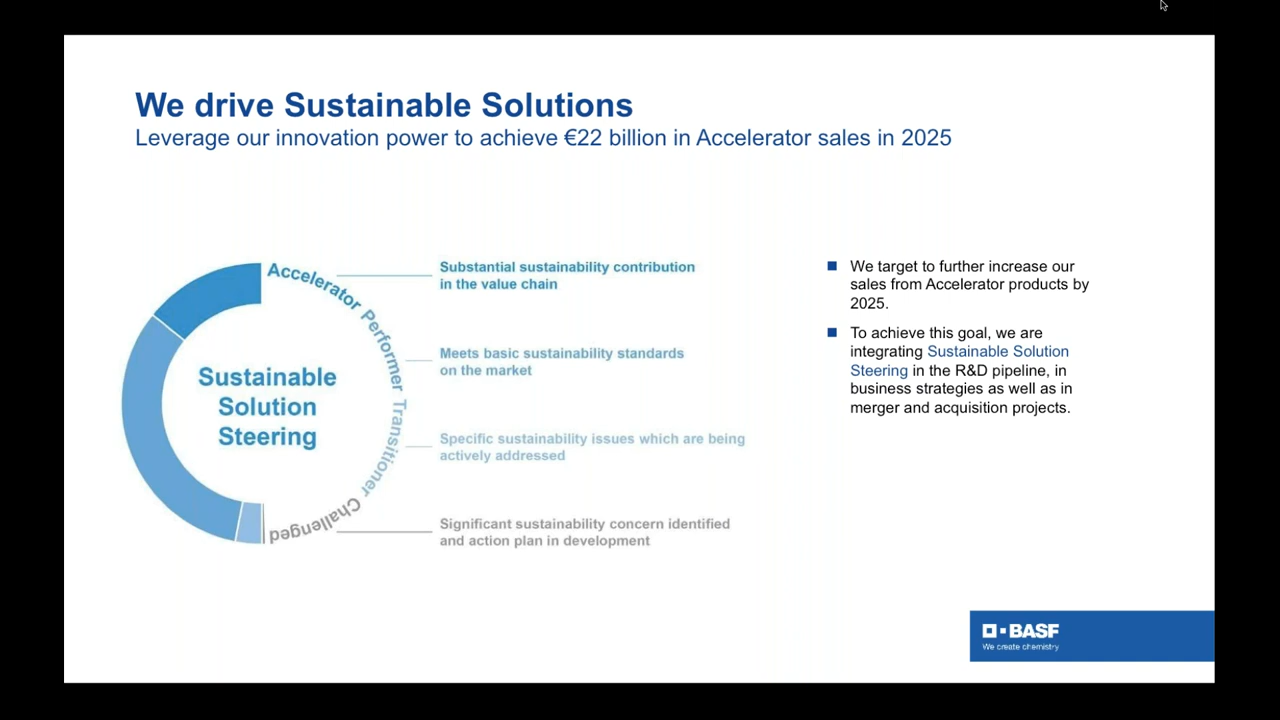 We drive Sustainable Solutions
Leverage our innovation power to achieve €22 billion in Accelerator sales in 2025
Accelerator
Performer
Transitioner
Challenged
Sustainable
Solution
Steering
Substantial sustainability contribution
in the value chain
Meets basic sustainability standards
on the market
Specific sustainability issues which are being
actively addressed
Significant sustainability concern identified
and action plan in development
We target to further increase our
sales from Accelerator products by
2025.
To achieve this goal, we are
integrating Sustainable Solution
Steering in the R&D pipeline, in
business strategies as well as in
merger and acquisition projects.
BASF
We create chemistry